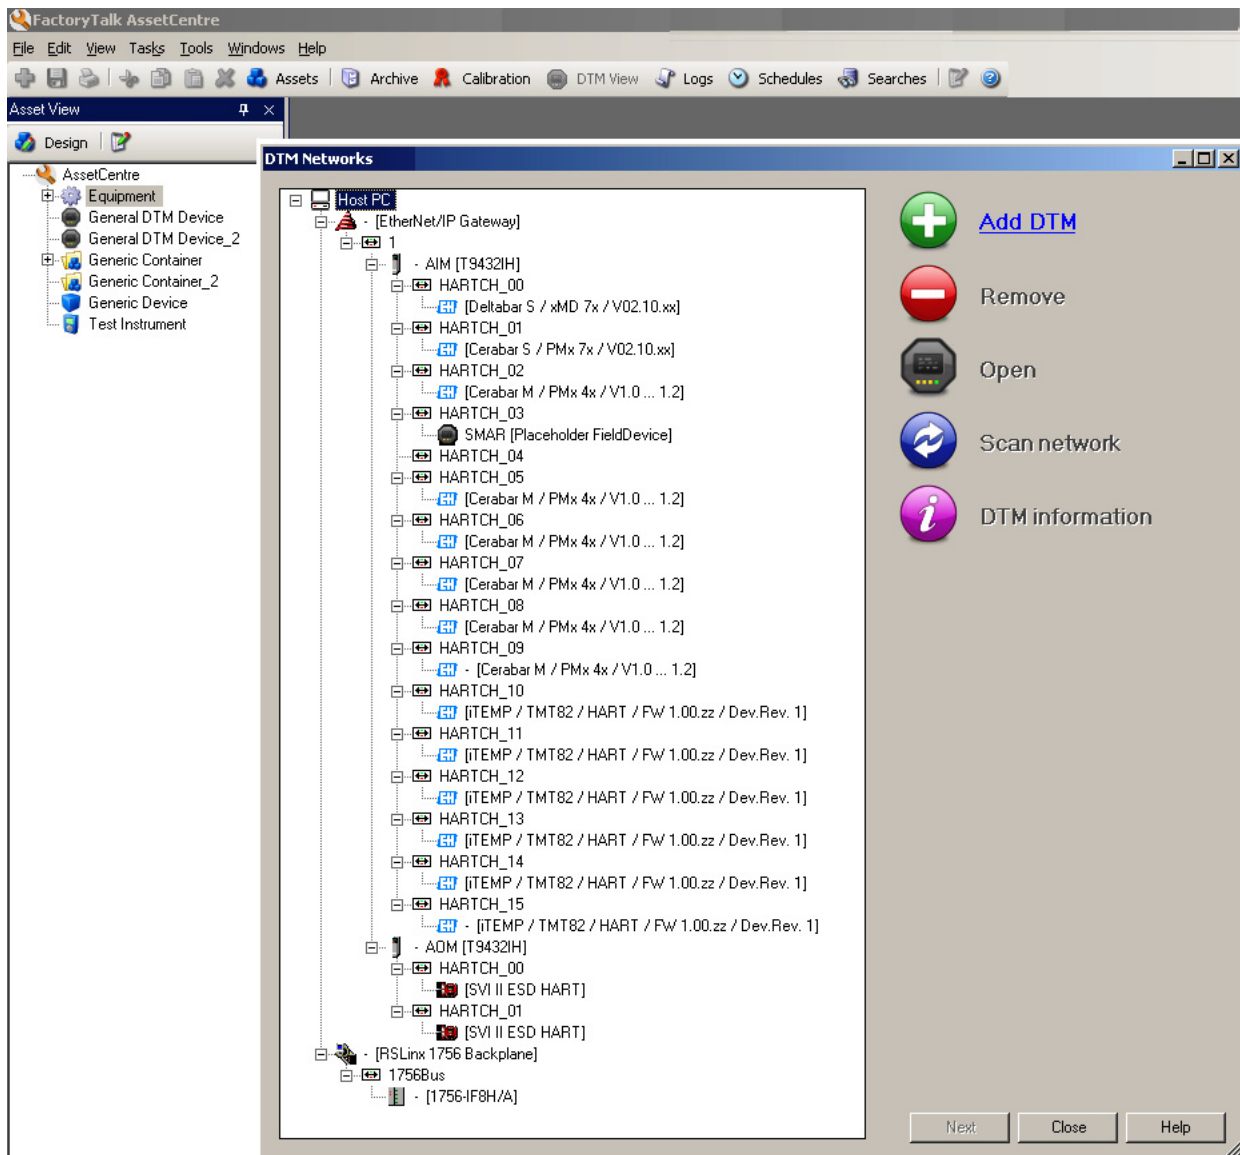 FactoryTalk AssetCentre
File Edit View Tasks Tools Windows Help
Assets Archive Calibration DTM View Logs Schedules Searches
Asset View
Design
AssetCentre
Equipment
General DTM Device
General DTM Device_2
Generic Container
Generic Container_2
Generic Device
Test Instrument
DTM Networks
Host PC
- [EtherNet/IP Gateway]
1
- AIM [T9432IH]
HARTCH_00
[Deltabar S / xMD 7x / V02.10.xx]
HARTCH_01
[Cerabar S / PMx 7x / V02.10.xx]
HARTCH_02
[Cerabar M / PMx 4x / V1.0 ... 1.2]
HARTCH_03
SMAR [Placeholder FieldDevice]
HARTCH_04
HARTCH_05
[Cerabar M / PMx 4x / V1.0 ... 1.2]
HARTCH_06
[Cerabar M / PMx 4x / V1.0 ... 1.2]
HARTCH_07
[Cerabar M / PMx 4x / V1.0 ... 1.2]
HARTCH_08
[Cerabar M / PMx 4x / V1.0 ... 1.2]
HARTCH_09
- [Cerabar M / PMx 4x / V1.0 ... 1.2]
HARTCH_10
[iTEMP / TMT82 / HART / FW 1.00.zz / Dev.Rev. 1]
HARTCH_11
[iTEMP / TMT82 / HART / FW 1.00.zz / Dev.Rev. 1]
HARTCH_12
[iTEMP / TMT82 / HART / FW 1.00.zz / Dev.Rev. 1]
HARTCH_13
[iTEMP / TMT82 / HART / FW 1.00.zz / Dev.Rev. 1]
HARTCH_14
[iTEMP / TMT82 / HART / FW 1.00.zz / Dev.Rev. 1]
HARTCH_15
- [iTEMP / TMT82 / HART / FW 1.00.zz / Dev.Rev. 1]
- AOM [T9432IH]
HARTCH_00
[SVI II ESD HART]
HARTCH_01
[SVI II ESD HART]
- [RSLinx 1756 Backplane]
1756Bus
- [1756-IF8H/A]
Add DTM
Remove
Open
Scan network
DTM information
Next Close Help